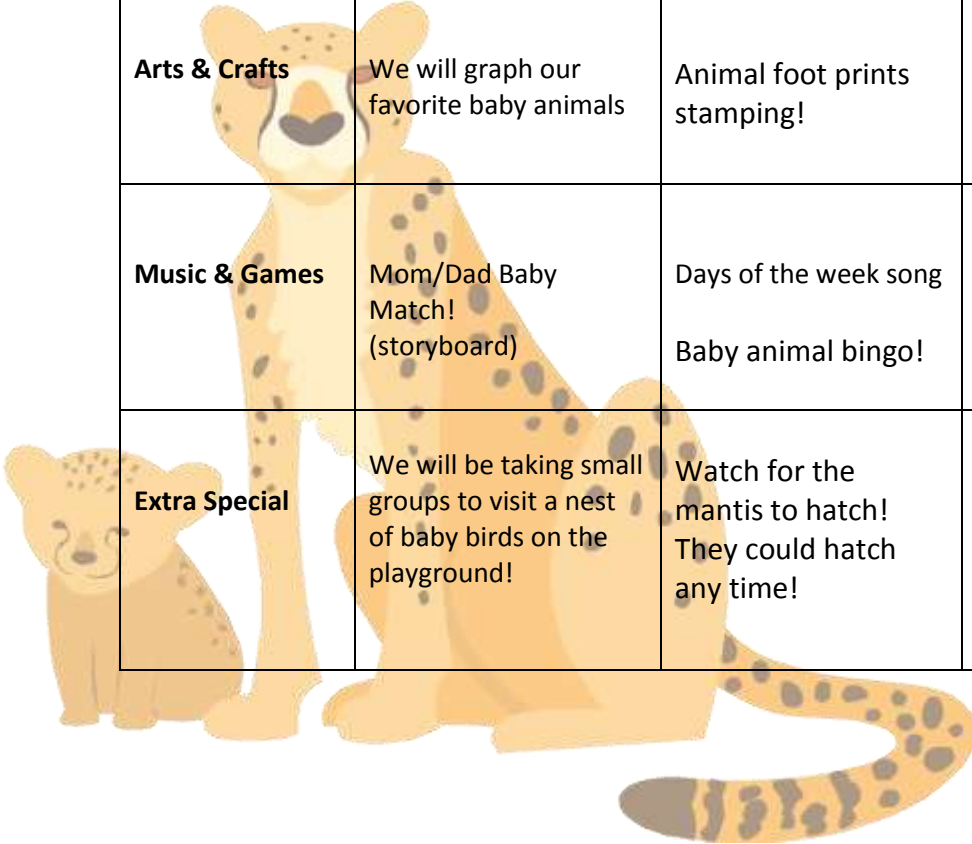 Arts & Crafts
We will graph our
favorite baby animals
Animal foot prints
stamping!
Music & Games
Mom/Dad Baby
Match!
(storyboard)
Days of the week song
Baby animal bingo!
Extra Special
We will be taking small
groups to visit a nest
of baby birds on the
playground!
Watch for the
mantis to hatch!
They could hatch
any time!